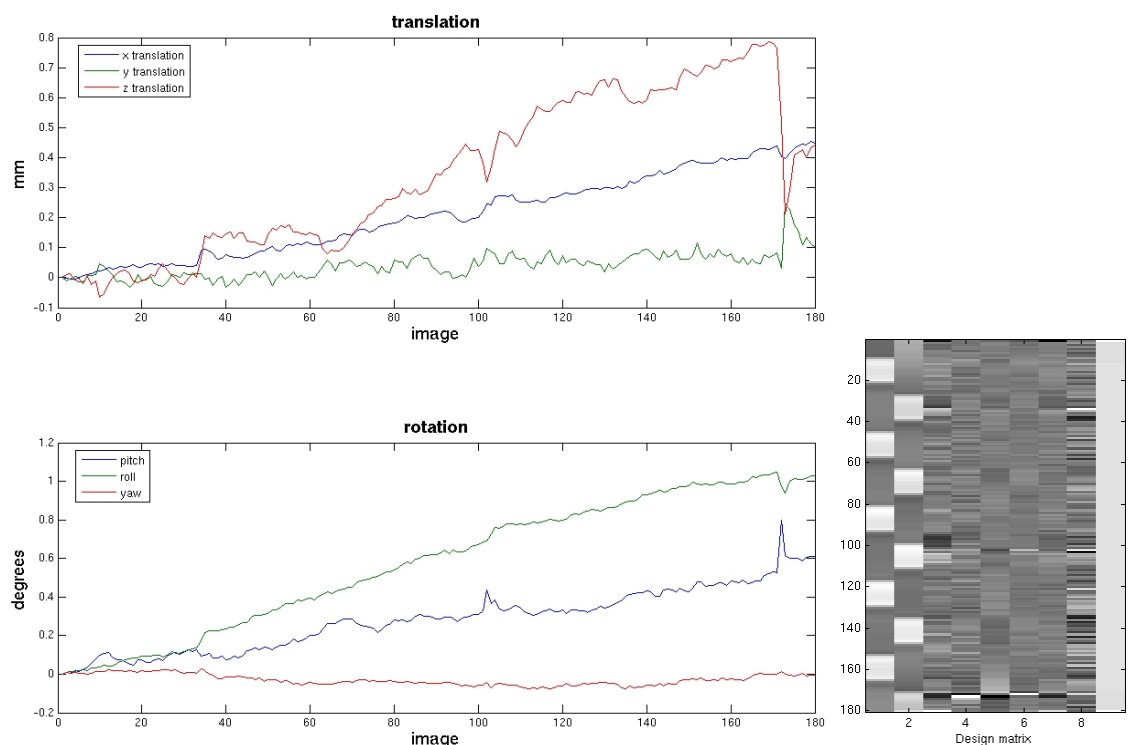 translation
0.8
0.7
0.6
0.5
0.4
0.3
0.2
0.1
0
-0.1
mm
x translation
y translation
z translation
0 20 40 60 80 100 120 140 160 180
image
rotation
1.2
1
0.8
0.6
0.4
0.2
0
-0.2
degrees
pitch
roll
yaw
0 20 40 60 80 100 120 140 160 180
image
20
40
60
80
100
120
140
160
180
2 4 6 8
Design matrix